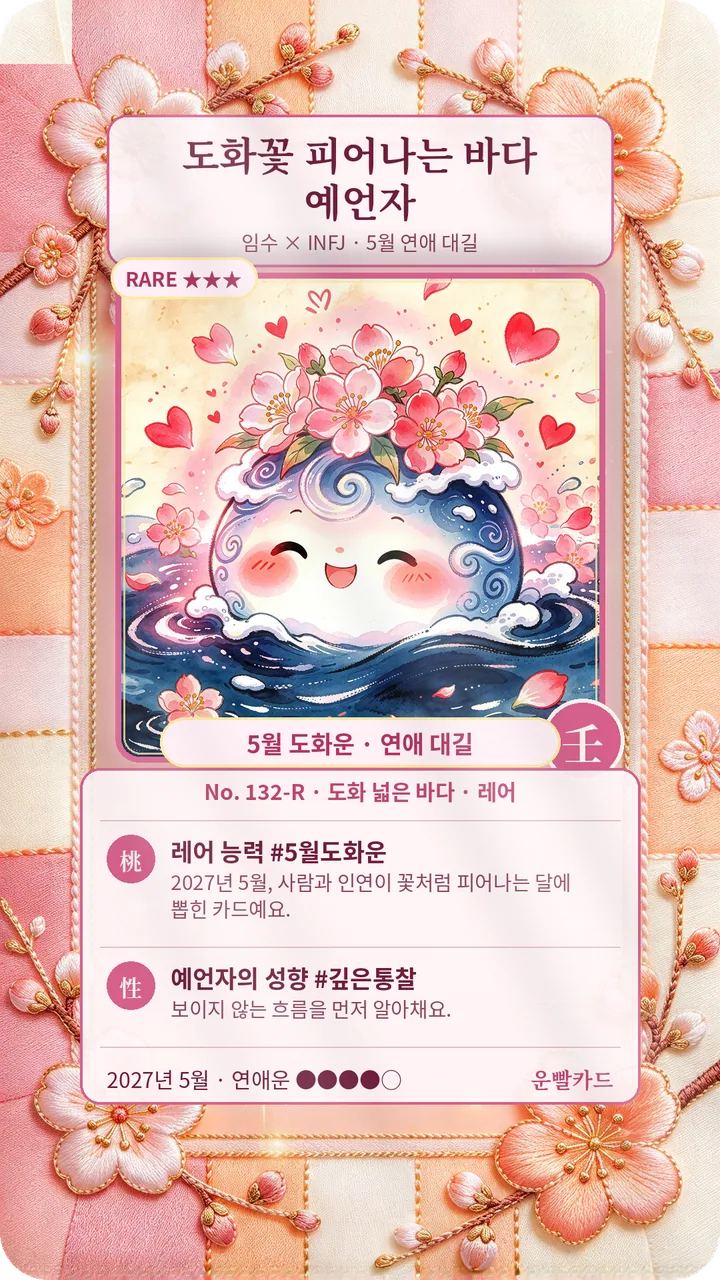 도화꽃 피어나는 바다
예언자
임수 × INFJ · 5월 연애 대길
RARE ★★★
5월 도화운 · 연애 대길
壬
No. 132-R · 도화 넓은 바다 · 레어
桃
레어 능력 #5월도화운
2027년 5월, 사람과 인연이 꽃처럼 피어나는 달에
뽑힌 카드예요.
性
예언자의 성향 #깊은통찰
보이지 않는 흐름을 먼저 알아채요.
2027년 5월 · 연애운 ●●●●○
운빨카드